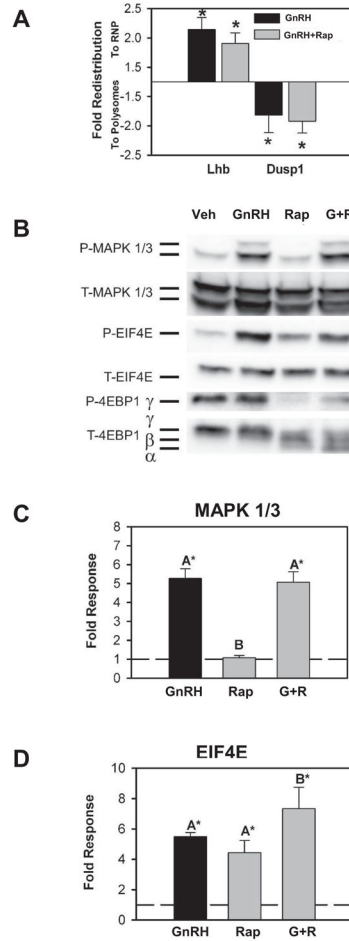 A
Fold Redistribution
To Polysomes To RNP
2.5
2.0
1.5
-1.5
-2.0
-2.5
GnRH
GnRH+Rap
*
*
*
*
Lhb Dusp1
B
Veh GnRH Rap G+R
P-MAPK 1/3
T-MAPK 1/3
P-EIF4E
T-EIF4E
P-4EBP1 γ
γ
T-4EBP1 β
α
C
MAPK 1/3
Fold Response
8
7
6
5
4
3
2
1
0
A*
B
A*
GnRH Rap G+R
D
EIF4E
Fold Response
10
8
6
4
2
0
A*
A*
B*
GnRH Rap G+R